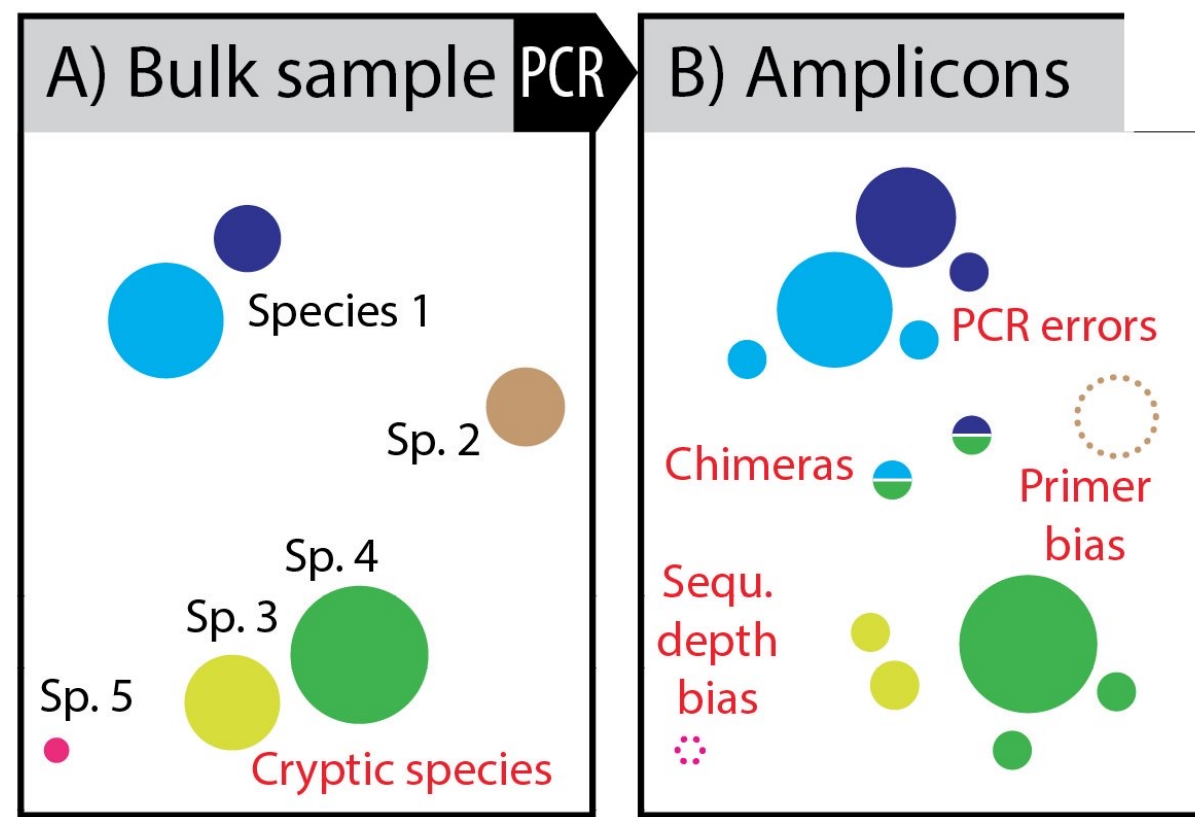 A) Bulk sample
PCR
B) Amplicons
Species 1
Sp. 2
Sp. 4
Sp. 3
Sp. 5
Cryptic species
PCR errors
Chimeras
Primer
bias
Sequ.
depth
bias